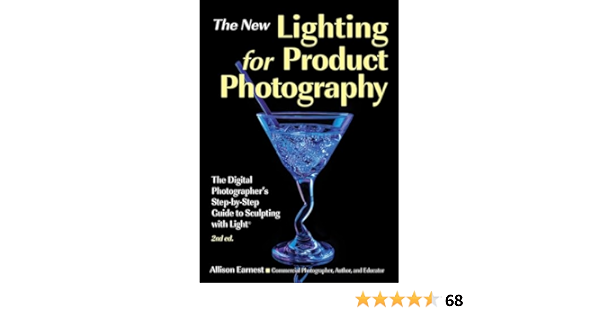 The New Lighting
for Product
Photography
The Digital
Photographer's
Step-by-Step
Guide to Sculpting
with Light®
2nd ed.
Allison Earnest ■ Commercial Photographer, Author, and Educator
68